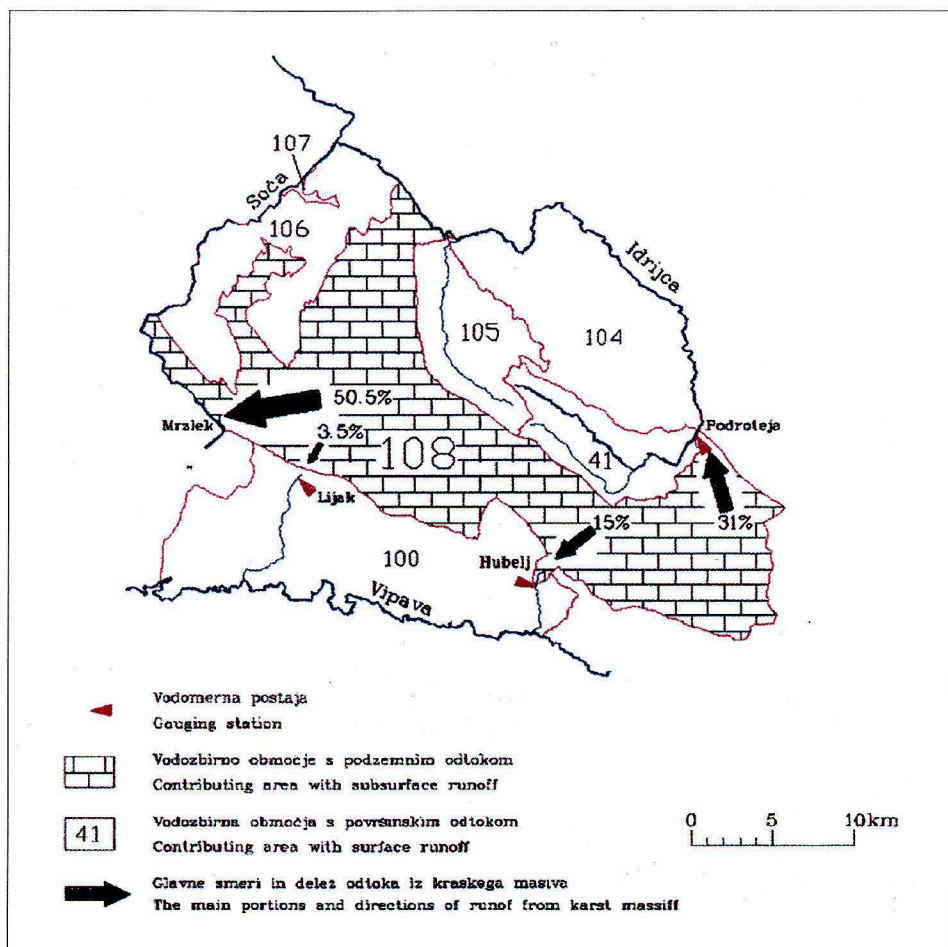 107
Soča
106
Idrijca
105
104
50.5%
Mrzlek
3.5%
108
Podroteja
41
Lijak
15%
31%
Hubelj
100
Vipava
Vodomerna postaja
Gauging station
Vodozbirno območje s podzemnim odtokom
Contributing area with subsurface runoff
41
Vodozbirna območja s površinskim odtokom
Contributing area with surface runoff
0 5 10km
Glavne smeri in delež odtoka iz kraskega masiva
The main portions and directions of runof from karst massiff